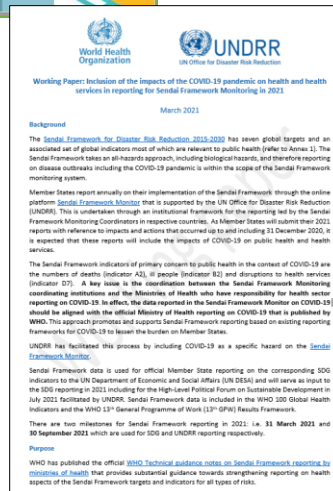 World Health
Organization
UNDRR
UN Office for Disaster Risk Reduction
Working Paper: Inclusion of the impacts of the COVID-19 pandemic on health and health
services in reporting for Sendai Framework Monitoring in 2021
March 2021
Background
The Sendai Framework for Disaster Risk Reduction 2015-2030 has seven global targets and an
associated set of global indicators most of which are relevant to public health (refer to Annex 1). The
Sendai Framework takes an all-hazards approach, including biological hazards, and therefore reporting
on disease outbreaks including the COVID-19 pandemic is within the scope of the Sendai Framework
monitoring system.
Member States report annually on their implementation of the Sendai Framework through the online
platform Sendai Framework Monitor that is supported by the UN Office for Disaster Risk Reduction
(UNDRR). This is undertaken through an institutional framework for the reporting led by the Sendai
Framework Monitoring Coordinators in respective countries. As Member States will submit their 2021
reports with reference to impacts and actions that occurred up to and including 31 December 2020, it
is expected that these reports will include the impacts of COVID-19 on public health and health
services.
The Sendai Framework indicators of primary concern to public health in the context of COVID-19 are
the numbers of deaths (indicator A2), ill people (indicator B2) and disruptions to health services
(indicator D7). A key issue is the coordination between the Sendai Framework Monitoring
coordinating institutions and the Ministries of Health who have responsibility for health sector
reporting on COVID-19. In effect, the data reported in the Sendai Framework Monitor on COVID-19
should be aligned with the official Ministry of Health reporting on COVID-19 that is published by
WHO. This approach promotes and supports Sendai Framework reporting based on existing reporting
frameworks for COVID-19 to lessen the burden on Member States.
UNDRR has facilitated this process by including COVID-19 as a specific hazard on the Sendai
Framework Monitor.
Sendai Framework data is used for official Member State reporting on the corresponding SDG
indicators to the UN Department of Economic and Social Affairs (UN DESA) and will serve as input to
the SDG reporting in 2021 including for the High-Level Political Forum on Sustainable Development in
July 2021 facilitated by UNDRR. Sendai Framework data is included in the WHO 100 Global Health
Indicators and the WHO 13th General Programme of Work (13th GPW) Results Framework.
There are two milestones for Sendai Framework reporting in 2021: i.e. 31 March 2021 and
30 September 2021 which are used for SDG and UNDRR reporting respectively.
Purpose
WHO has published the official WHO Technical guidance notes on Sendai Framework reporting by
ministries of health that provides substantial guidance towards strengthening reporting on health
aspects of the Sendai Framework targets and indicators for all types of risks.